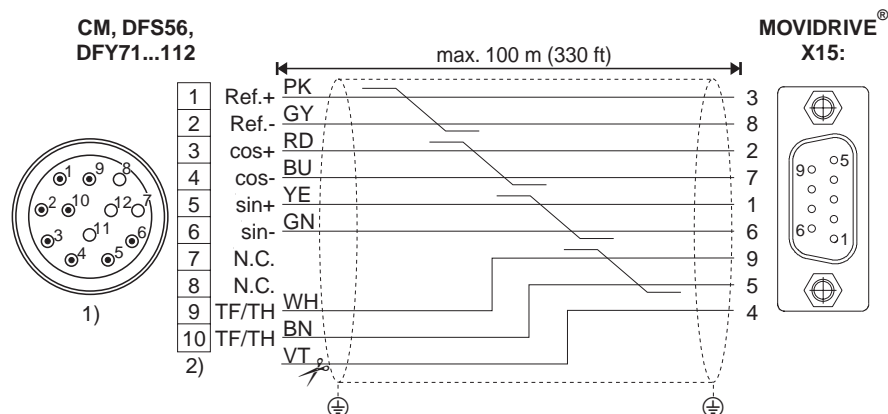 CM, DFS56,
DFY71...112
MOVIDRIVE®
X15:
max. 100 m (330 ft)
1 Ref.+ PK 3
2 Ref.- GY 8
3 cos+ RD 2
4 cos- BU 7
5 sin+ YE 1
6 sin- GN 6
7 N.C. 9
8 N.C. 5
9 TF/TH WH 4
10 TF/TH BN
VT
1 9 8
2 10 12 7
11
3 6
4 5
1)
2)
9 5
6 1